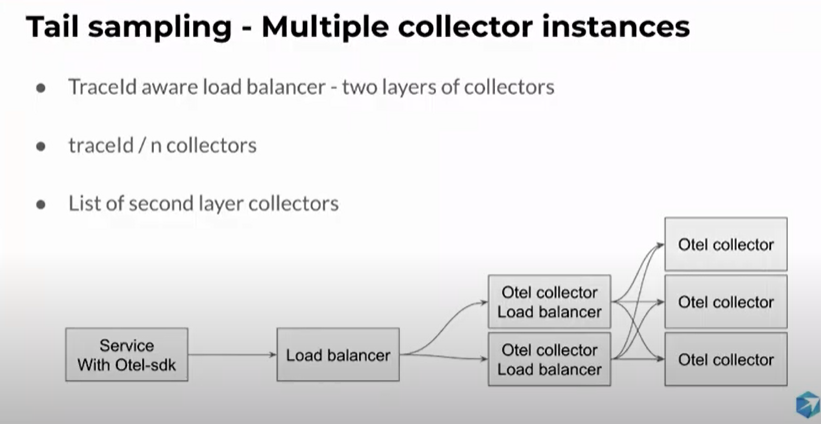 Tail sampling - Multiple collector instances
TraceId aware load balancer - two layers of collectors
traceId / n collectors
List of second layer collectors
Service
With Otel-sdk
Load balancer
Otel collector
Load balancer
Otel collector
Load balancer
Otel collector
Otel collector
Otel collector